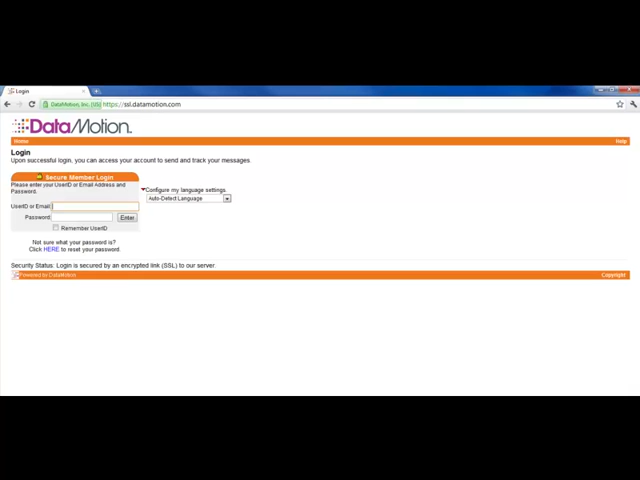 Login
DataMotion, Inc. [US] https://ssl.datamotion.com
DataMotion.
Home Help
Login
Upon successful login, you can access your account to send and track your messages.
Secure Member Login
Please enter your UserID or Email Address and
Password.
Configure my language settings.
Auto-Detect Language
UserID or Email:
Password: Enter
Remember UserID
Not sure what your password is?
Click HERE to reset your password.
Security Status: Login is secured by an encrypted link (SSL) to our server.
Powered by DataMotion Copyright